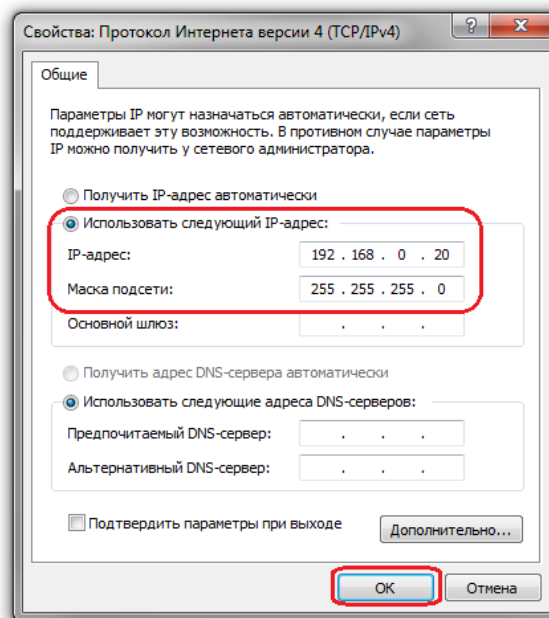 Свойства: Протокол Интернета версии 4 (TCP/IPv4)
Общие
Параметры IP могут назначаться автоматически, если сеть
поддерживает эту возможность. В противном случае параметры
IP можно получить у сетевого администратора.
Получить IP-адрес автоматически
Использовать следующий IP-адрес:
IP-адрес: 192 . 168 . 0 . 20
Маска подсети: 255 . 255 . 255 . 0
Основной шлюз: . . .
Получить адрес DNS-сервера автоматически
Использовать следующие адреса DNS-серверов:
Предпочитаемый DNS-сервер: . . .
Альтернативный DNS-сервер: . . .
Подтвердить параметры при выходе
Дополнительно...
ОК Отмена